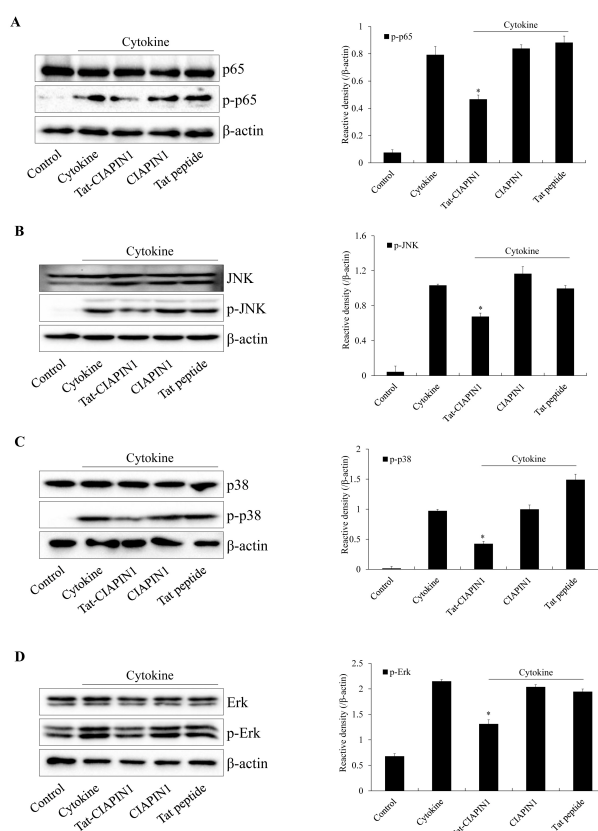 A
Cytokine
p65
p-p65
β-actin
Control
Cytokine
Tat-CIAPIN1
CIAPIN1
Tat peptide
Reactive density (/β-actin)
1
0.8
0.6
0.4
0.2
0
p-p65
Cytokine
*
Control
Cytokine
Tat-CIAPIN1
CIAPIN1
Tat peptide
B
Cytokine
JNK
p-JNK
β-actin
Control
Cytokine
Tat-CIAPIN1
CIAPIN1
Tat peptide
Reactive density (/β-actin)
1.6
1.2
0.8
0.4
0
p-JNK
Cytokine
*
Control
Cytokine
Tat-CIAPIN1
CIAPIN1
Tat peptide
C
Cytokine
p38
p-p38
β-actin
Control
Cytokine
Tat-CIAPIN1
CIAPIN1
Tat peptide
Reactive density (/β-actin)
2
1.5
1
0.5
0
p-p38
Cytokine
*
Control
Cytokine
Tat-CIAPIN1
CIAPIN1
Tat peptide
D
Cytokine
Erk
p-Erk
β-actin
Control
Cytokine
Tat-CIAPIN1
CIAPIN1
Tat peptide
Reactive density (/β-actin)
2.5
2
1.5
1
0.5
0
p-Erk
Cytokine
*
Control
Cytokine
Tat-CIAPIN1
CIAPIN1
Tat peptide